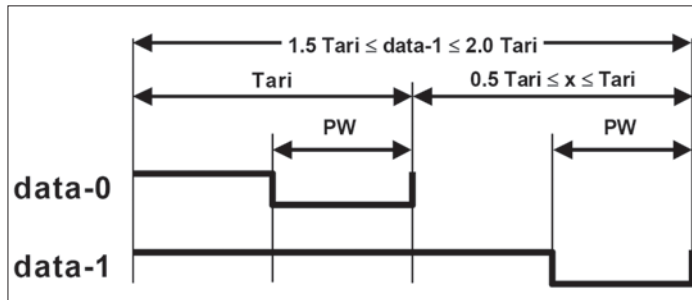 1.5 Tari ≤ data-1 ≤ 2.0 Tari
Tari
0.5 Tari ≤ x ≤ Tari
PW
PW
data-0
data-1